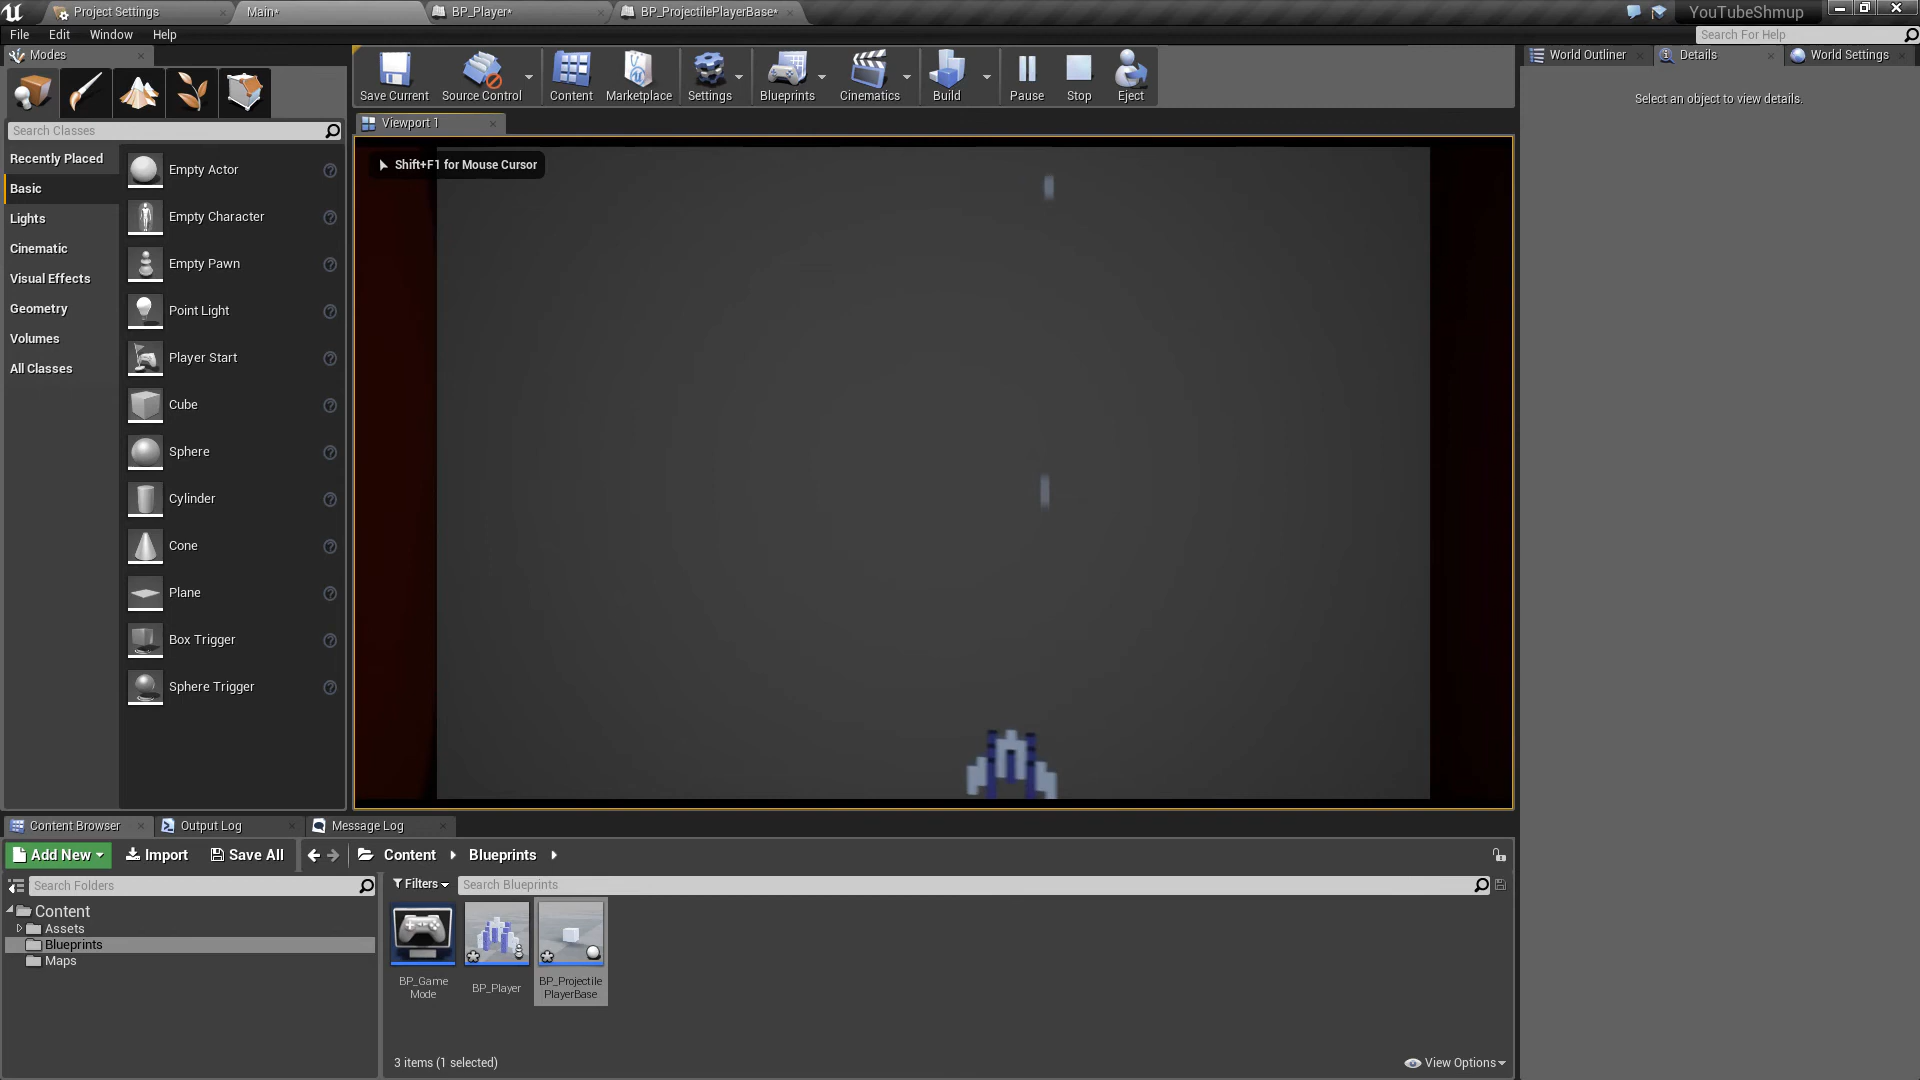 Project Settings
Main*
BP_Player*
BP_ProjectilePlayerBase*
YouTubeShmup
File
Edit
Window
Help
Search For Help
Modes
Save Current
Source Control
Content
Marketplace
Settings
Blueprints
Cinematics
Build
Pause
Stop
Eject
World Outliner
Details
World Settings
Select an object to view details.
Search Classes
Viewport 1
Shift+F1 for Mouse Cursor
Recently Placed
Basic
Lights
Cinematic
Visual Effects
Geometry
Volumes
All Classes
Empty Actor
Empty Character
Empty Pawn
Point Light
Player Start
Cube
Sphere
Cylinder
Cone
Plane
Box Trigger
Sphere Trigger
Content Browser
Output Log
Message Log
Add New
Import
Save All
Content
Blueprints
Search Folders
Filters
Search Blueprints
Content
Assets
Blueprints
Maps
BP_Game
Mode
BP_Player
BP_Projectile
PlayerBase
3 items (1 selected)
View Options